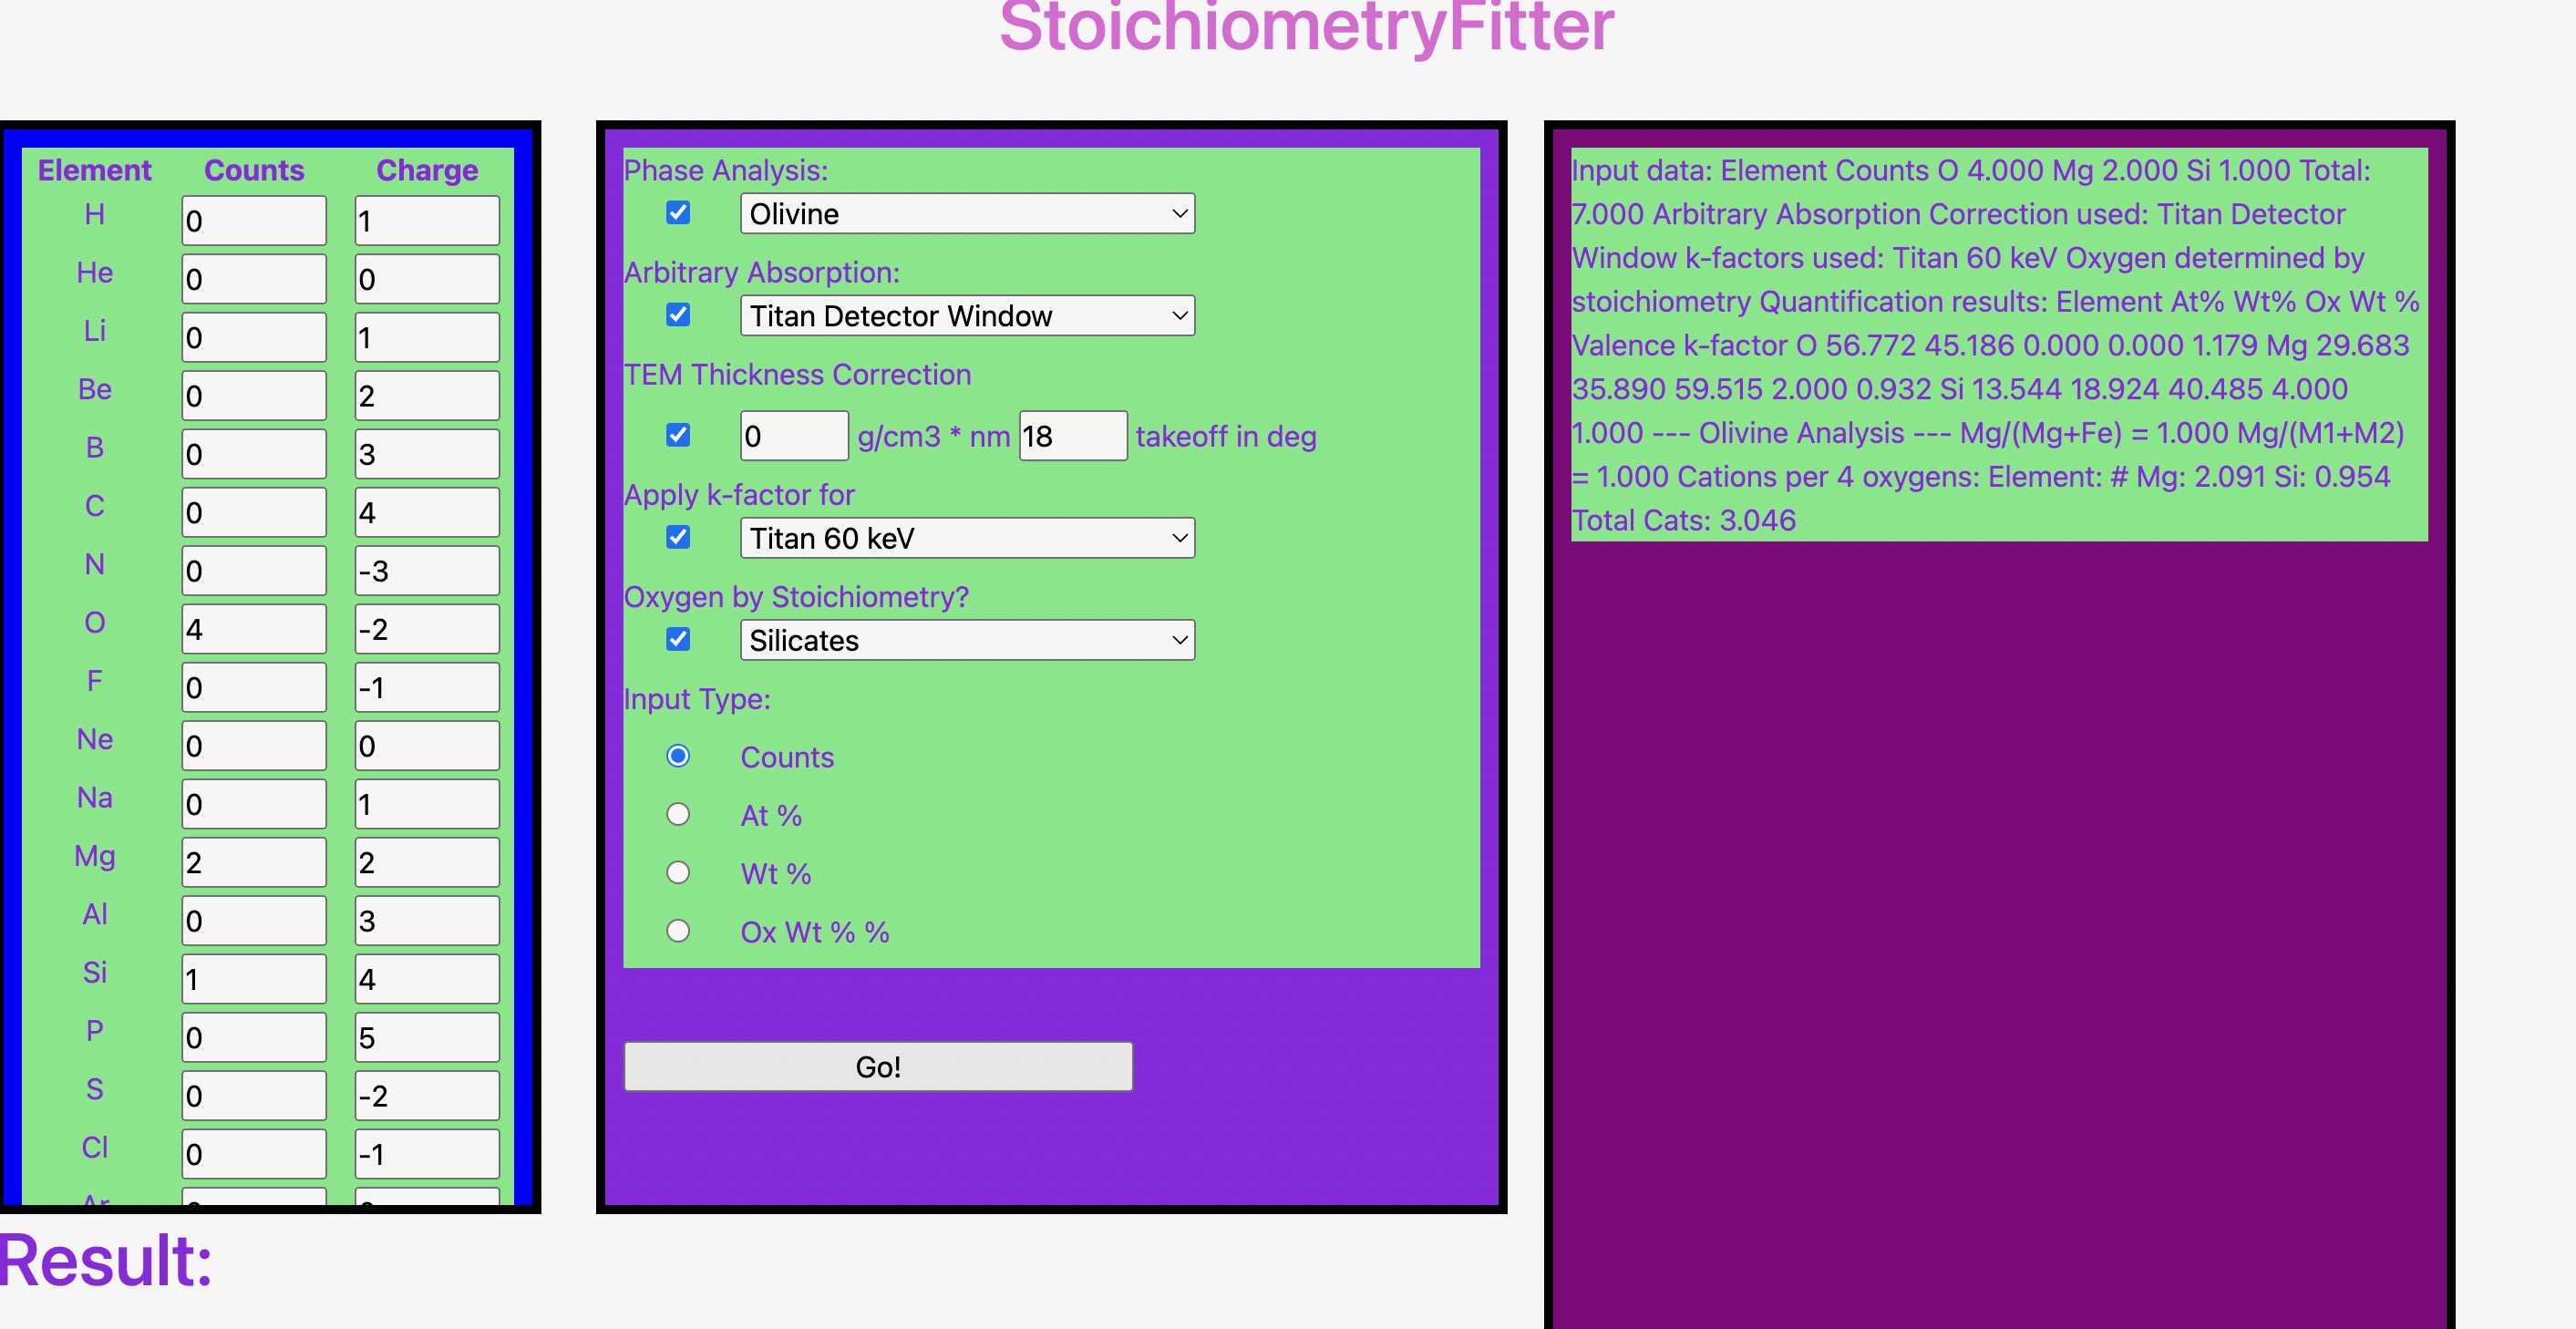 StoichiometryFitter
Element Counts Charge
H 0 1
He 0 0
Li 0 1
Be 0 2
B 0 3
C 0 4
N 0 -3
O 4 -2
F 0 -1
Ne 0 0
Na 0 1
Mg 2 2
Al 0 3
Si 1 4
P 0 5
S 0 -2
Cl 0 -1
Ar
Phase Analysis:
Olivine
Arbitrary Absorption:
Titan Detector Window
TEM Thickness Correction
0 g/cm3 * nm 18 takeoff in deg
Apply k-factor for
Titan 60 keV
Oxygen by Stoichiometry?
Silicates
Input Type:
Counts
At %
Wt %
Ox Wt % %
Go!
Input data: Element Counts O 4.000 Mg 2.000 Si 1.000 Total:
7.000 Arbitrary Absorption Correction used: Titan Detector
Window k-factors used: Titan 60 keV Oxygen determined by
stoichiometry Quantification results: Element At% Wt% Ox Wt %
Valence k-factor O 56.772 45.186 0.000 0.000 1.179 Mg 29.683
35.890 59.515 2.000 0.932 Si 13.544 18.924 40.485 4.000
1.000 --- Olivine Analysis --- Mg/(Mg+Fe) = 1.000 Mg/(M1+M2)
= 1.000 Cations per 4 oxygens: Element: # Mg: 2.091 Si: 0.954
Total Cats: 3.046
Result: